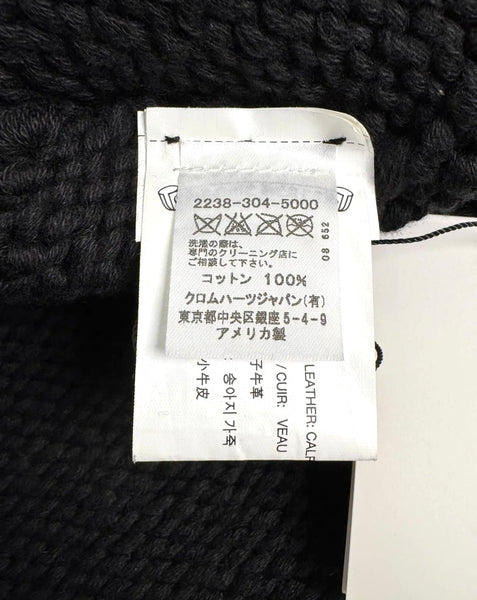 2238-304-5000
08 652
洗濯の際は、
専門のクリーニング店に
ご相談して下さい。
コットン 100%
クロムハーツジャパン(有)
東京都中央区銀座5-4-9
アメリカ製
LEATHER: CALF
/ CUIR: VEAU
子牛革
: 송아지 가죽
小牛皮